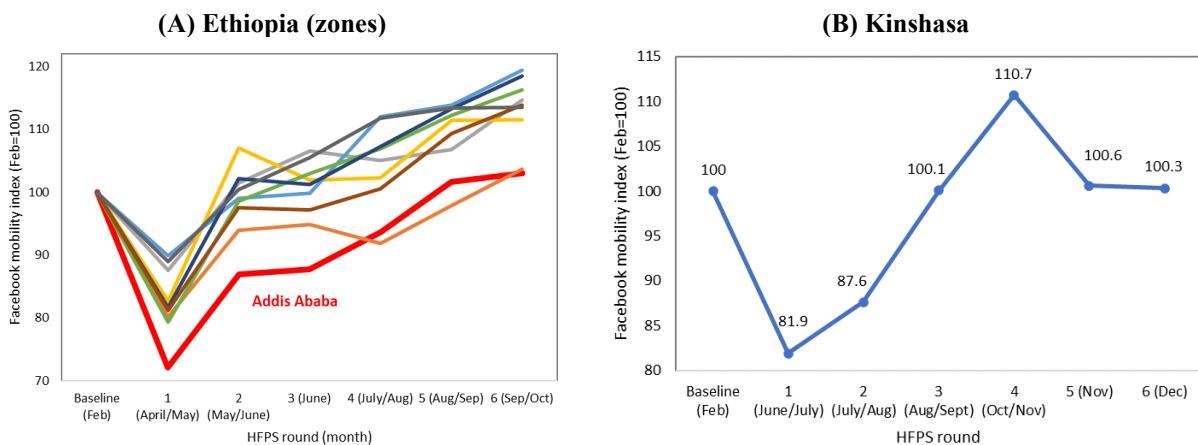 (A) Ethiopia (zones)
Facebook mobility index (Feb=100)
120
110
100
90
80
70
Addis Ababa
Baseline
(Feb)
1
(April/May)
2
(May/June)
3 (June)
4 (July/Aug)
5 (Aug/Sep)
6 (Sep/Oct)
HFPS round (month)
(B) Kinshasa
Facebook mobility index (Feb=100)
115
110
105
100
95
90
85
80
100
81.9
87.6
100.1
110.7
100.6
100.3
Baseline
(Feb)
1
(June/July)
2
(July/Aug)
3
(Aug/Sept)
4
(Oct/Nov)
5 (Nov)
6 (Dec)
HFPS round